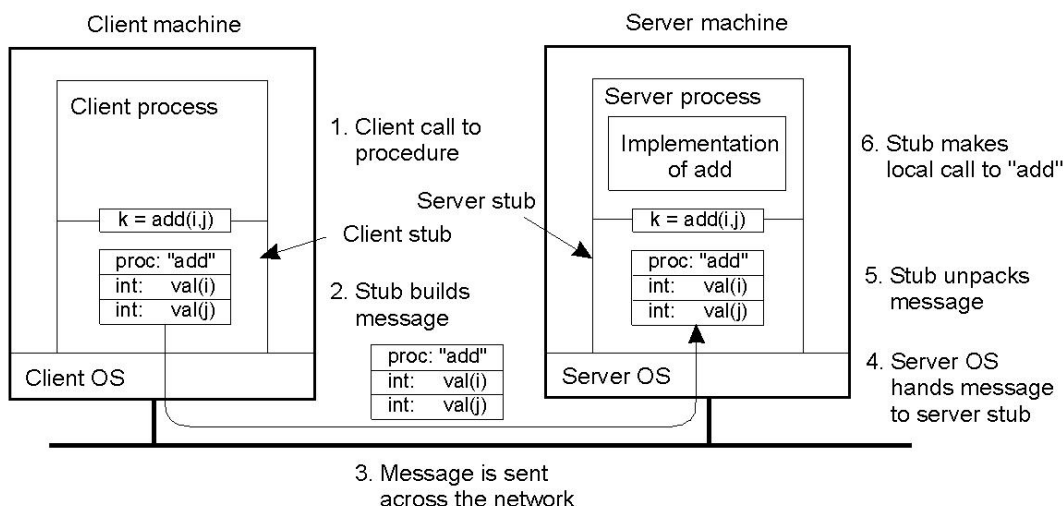 Client machine
Server machine
Client process
1. Client call to
procedure
k = add(i,j)
Client stub
proc: "add"
int: val(i)
int: val(j)
2. Stub builds
message
Client OS
proc: "add"
int: val(i)
int: val(j)
3. Message is sent
across the network
Server process
Implementation
of add
Server stub
k = add(i,j)
proc: "add"
int: val(i)
int: val(j)
Server OS
6. Stub makes
local call to "add"
5. Stub unpacks
message
4. Server OS
hands message
to server stub